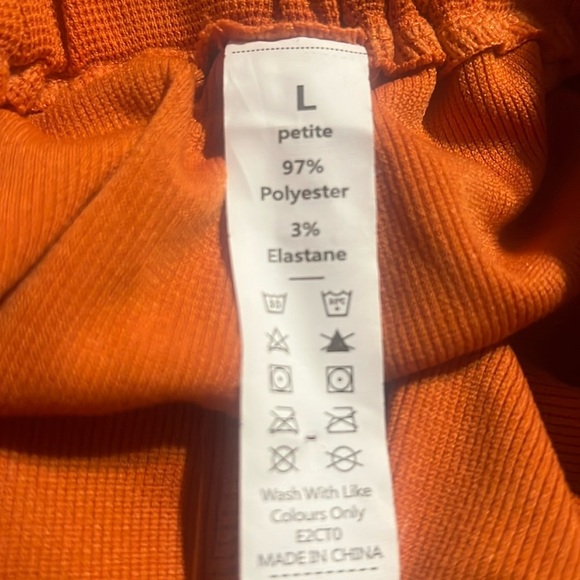 L
petite
97%
Polyester
3%
Elastane
Wash With Like
Colours Only
E2CT0
MADE IN CHINA